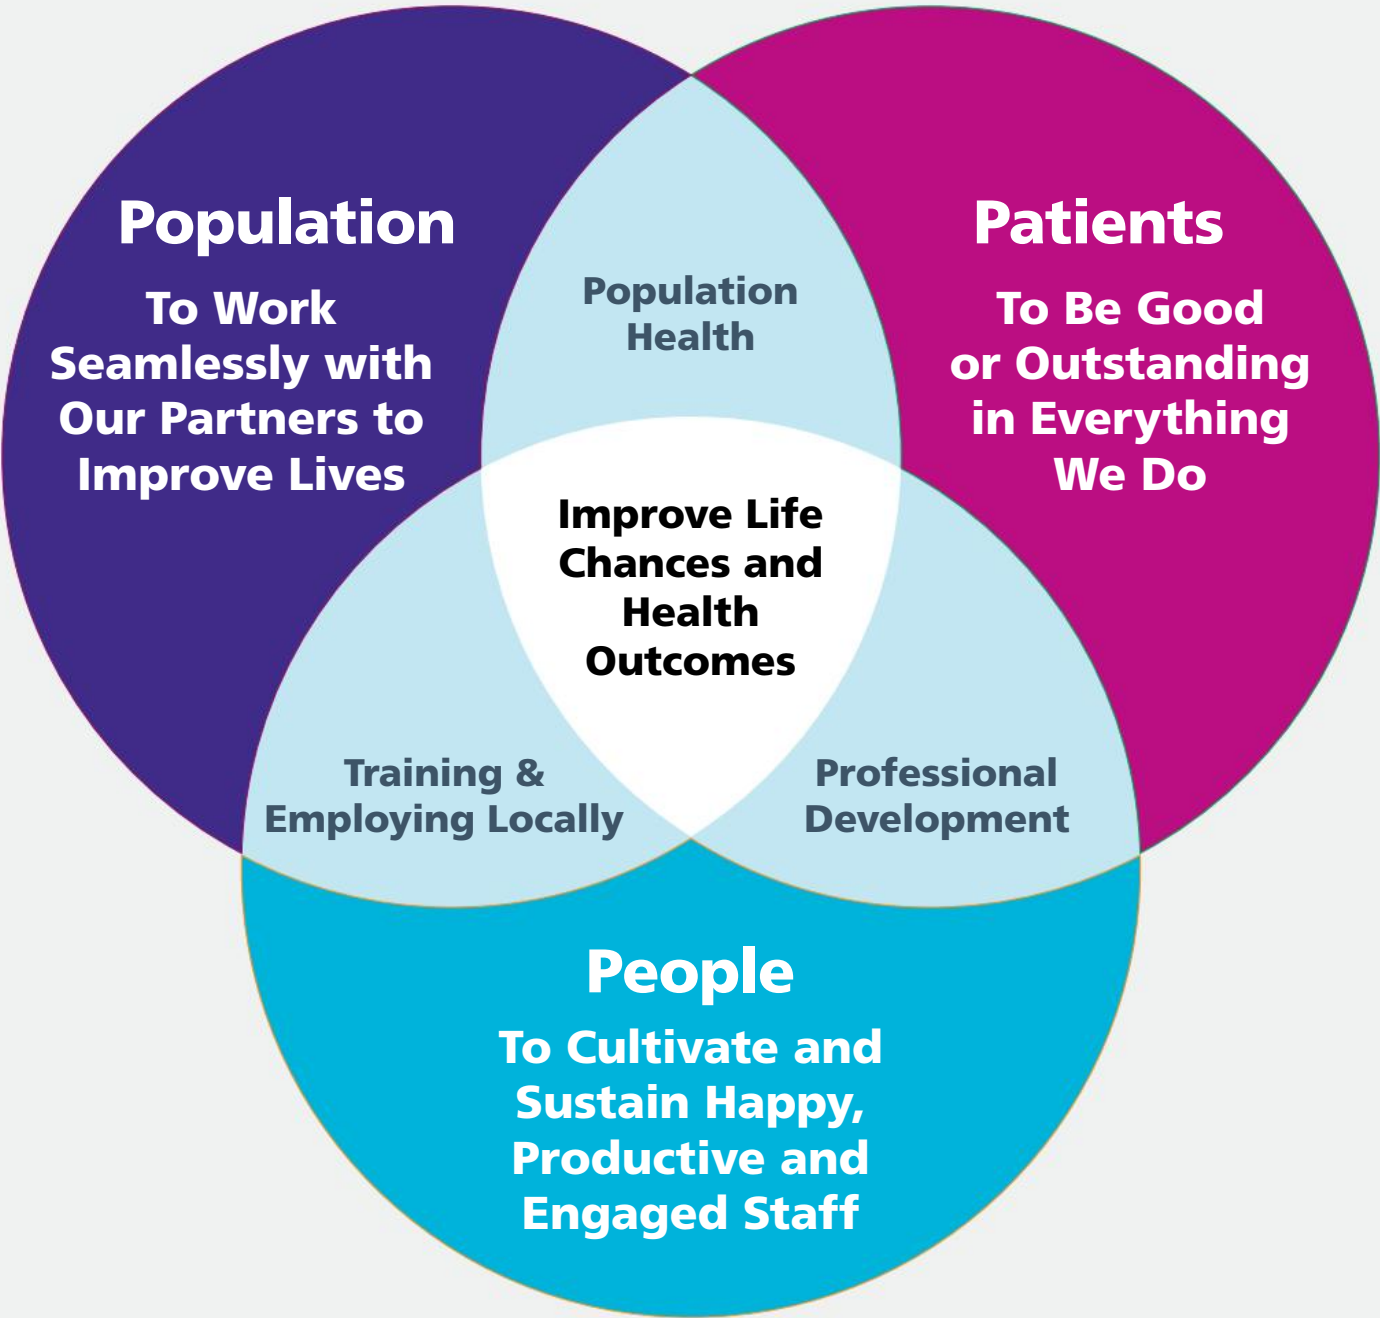 Population
To Work
Seamlessly with
Our Partners to
Improve Lives
Population
Health
Patients
To Be Good
or Outstanding
in Everything
We Do
Improve Life
Chances and
Health
Outcomes
Training &
Employing Locally
Professional
Development
People
To Cultivate and
Sustain Happy,
Productive and
Engaged Staff